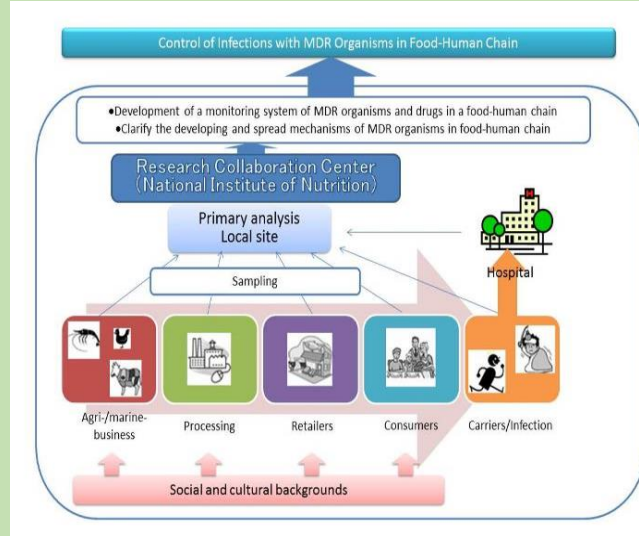 Control of Infections with MDR Organisms in Food-Human Chain
•Development of a monitoring system of MDR organisms and drugs in a food-human chain
•Clarify the developing and spread mechanisms of MDR organisms in food-human chain
Research Collaboration Center
(National Institute of Nutrition)
Primary analysis
Local site
Hospital
Sampling
Agri-/marine-
business
Processing
Retailers
Consumers
Carriers/Infection
Social and cultural backgrounds